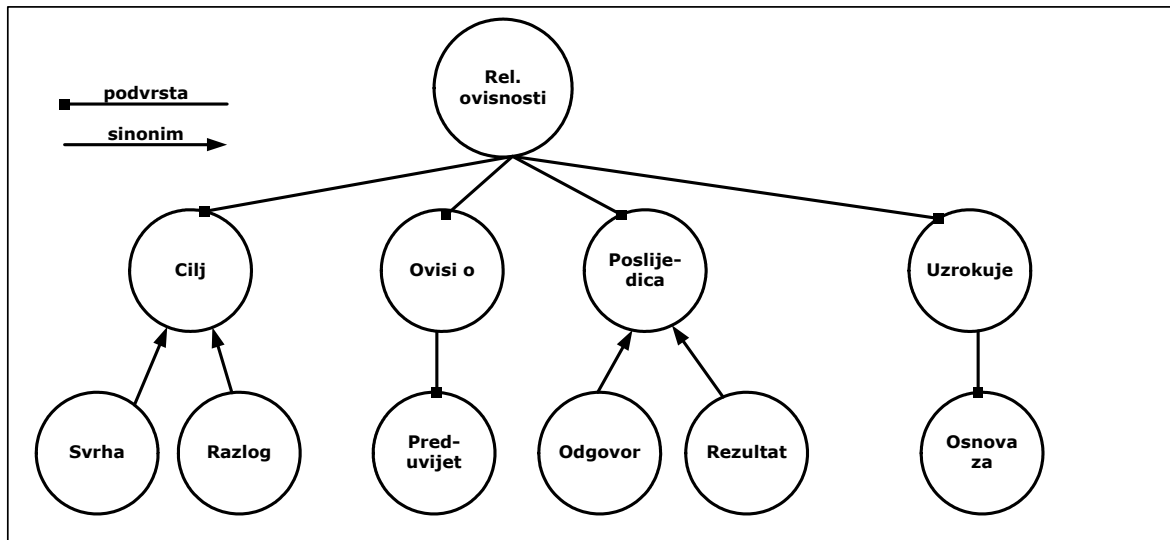 Rel.
ovisnosti
podvrsta
sinonim
Cilj
Ovisi o
Poslije-
dica
Uzrokuje
Svrha
Razlog
Pred-
uvijet
Odgovor
Rezultat
Osnova
za